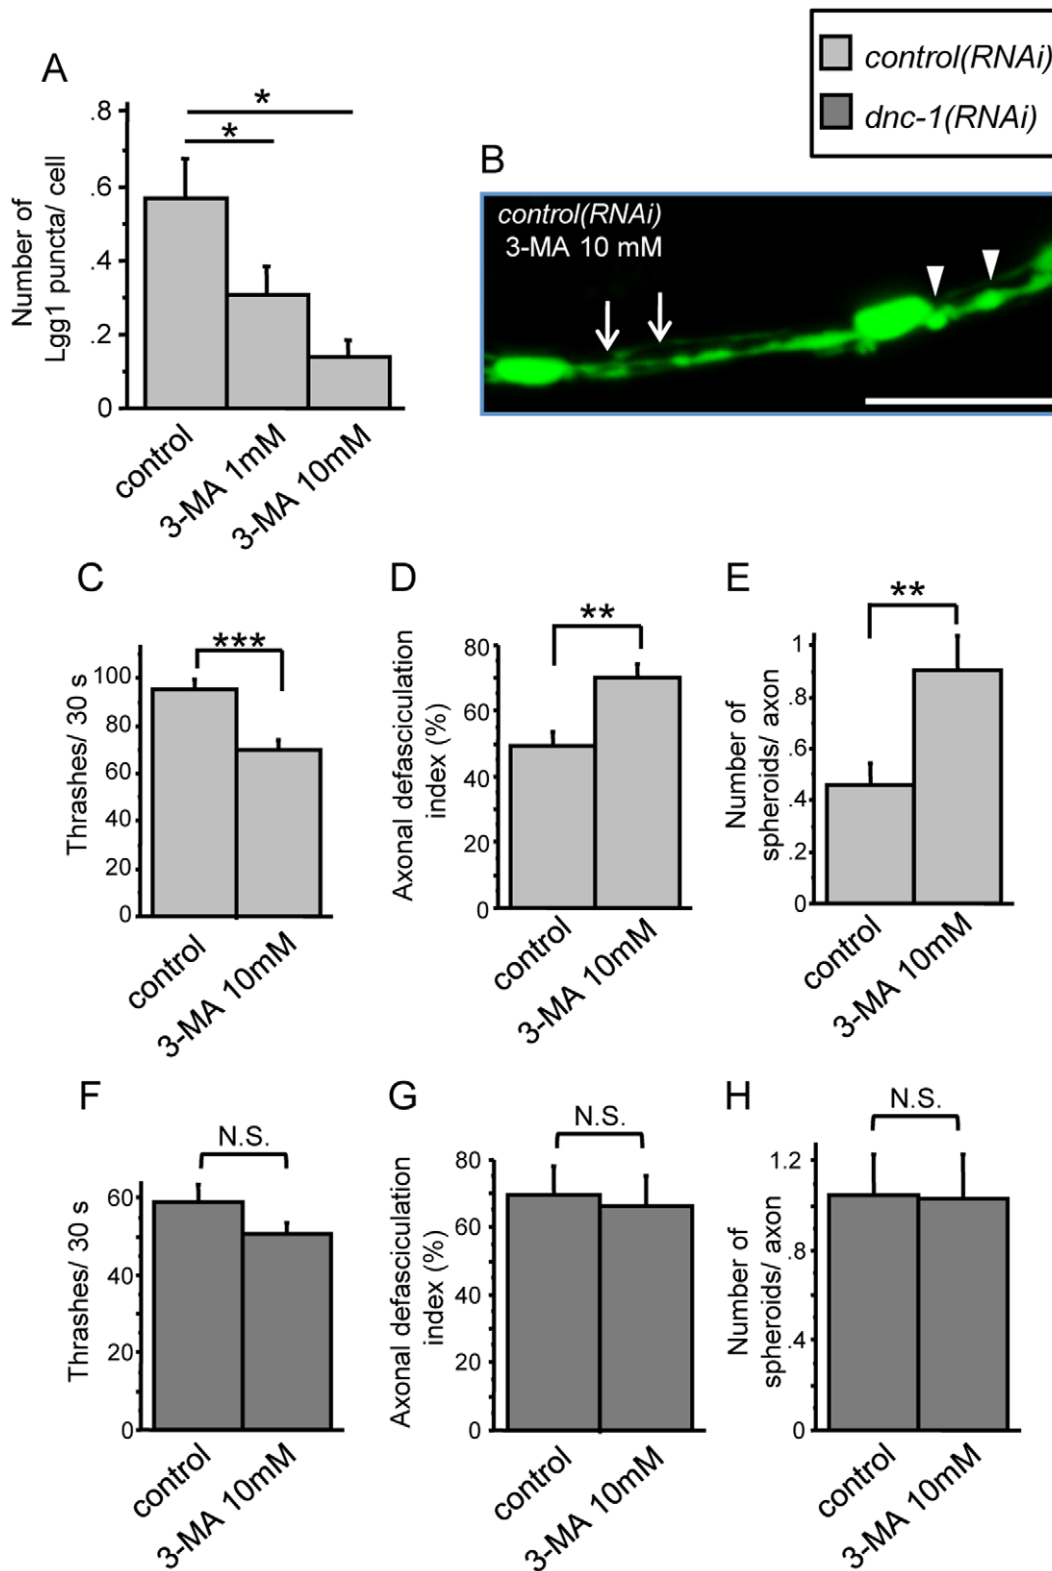 control(RNAi)
dnc-1(RNAi)
A
Number of
Lgg1 puncta/ cell
.8
.6
.4
.2
0
*
*
control
3-MA 1mM
3-MA 10mM
B
control(RNAi)
3-MA 10 mM
C
Thrashes/ 30 s
100
80
60
40
20
0
***
control
3-MA 10mM
D
Axonal defasciculation
index (%)
80
60
40
20
0
**
control
3-MA 10mM
E
Number of
spheroids/ axon
1
.8
.6
.4
.2
0
**
control
3-MA 10mM
F
Thrashes/ 30 s
60
40
20
0
N.S.
control
3-MA 10mM
G
Axonal defasciculation
index (%)
80
60
40
20
0
N.S.
control
3-MA 10mM
H
Number of
spheroids/ axon
1.2
.8
.4
0
N.S.
control
3-MA 10mM